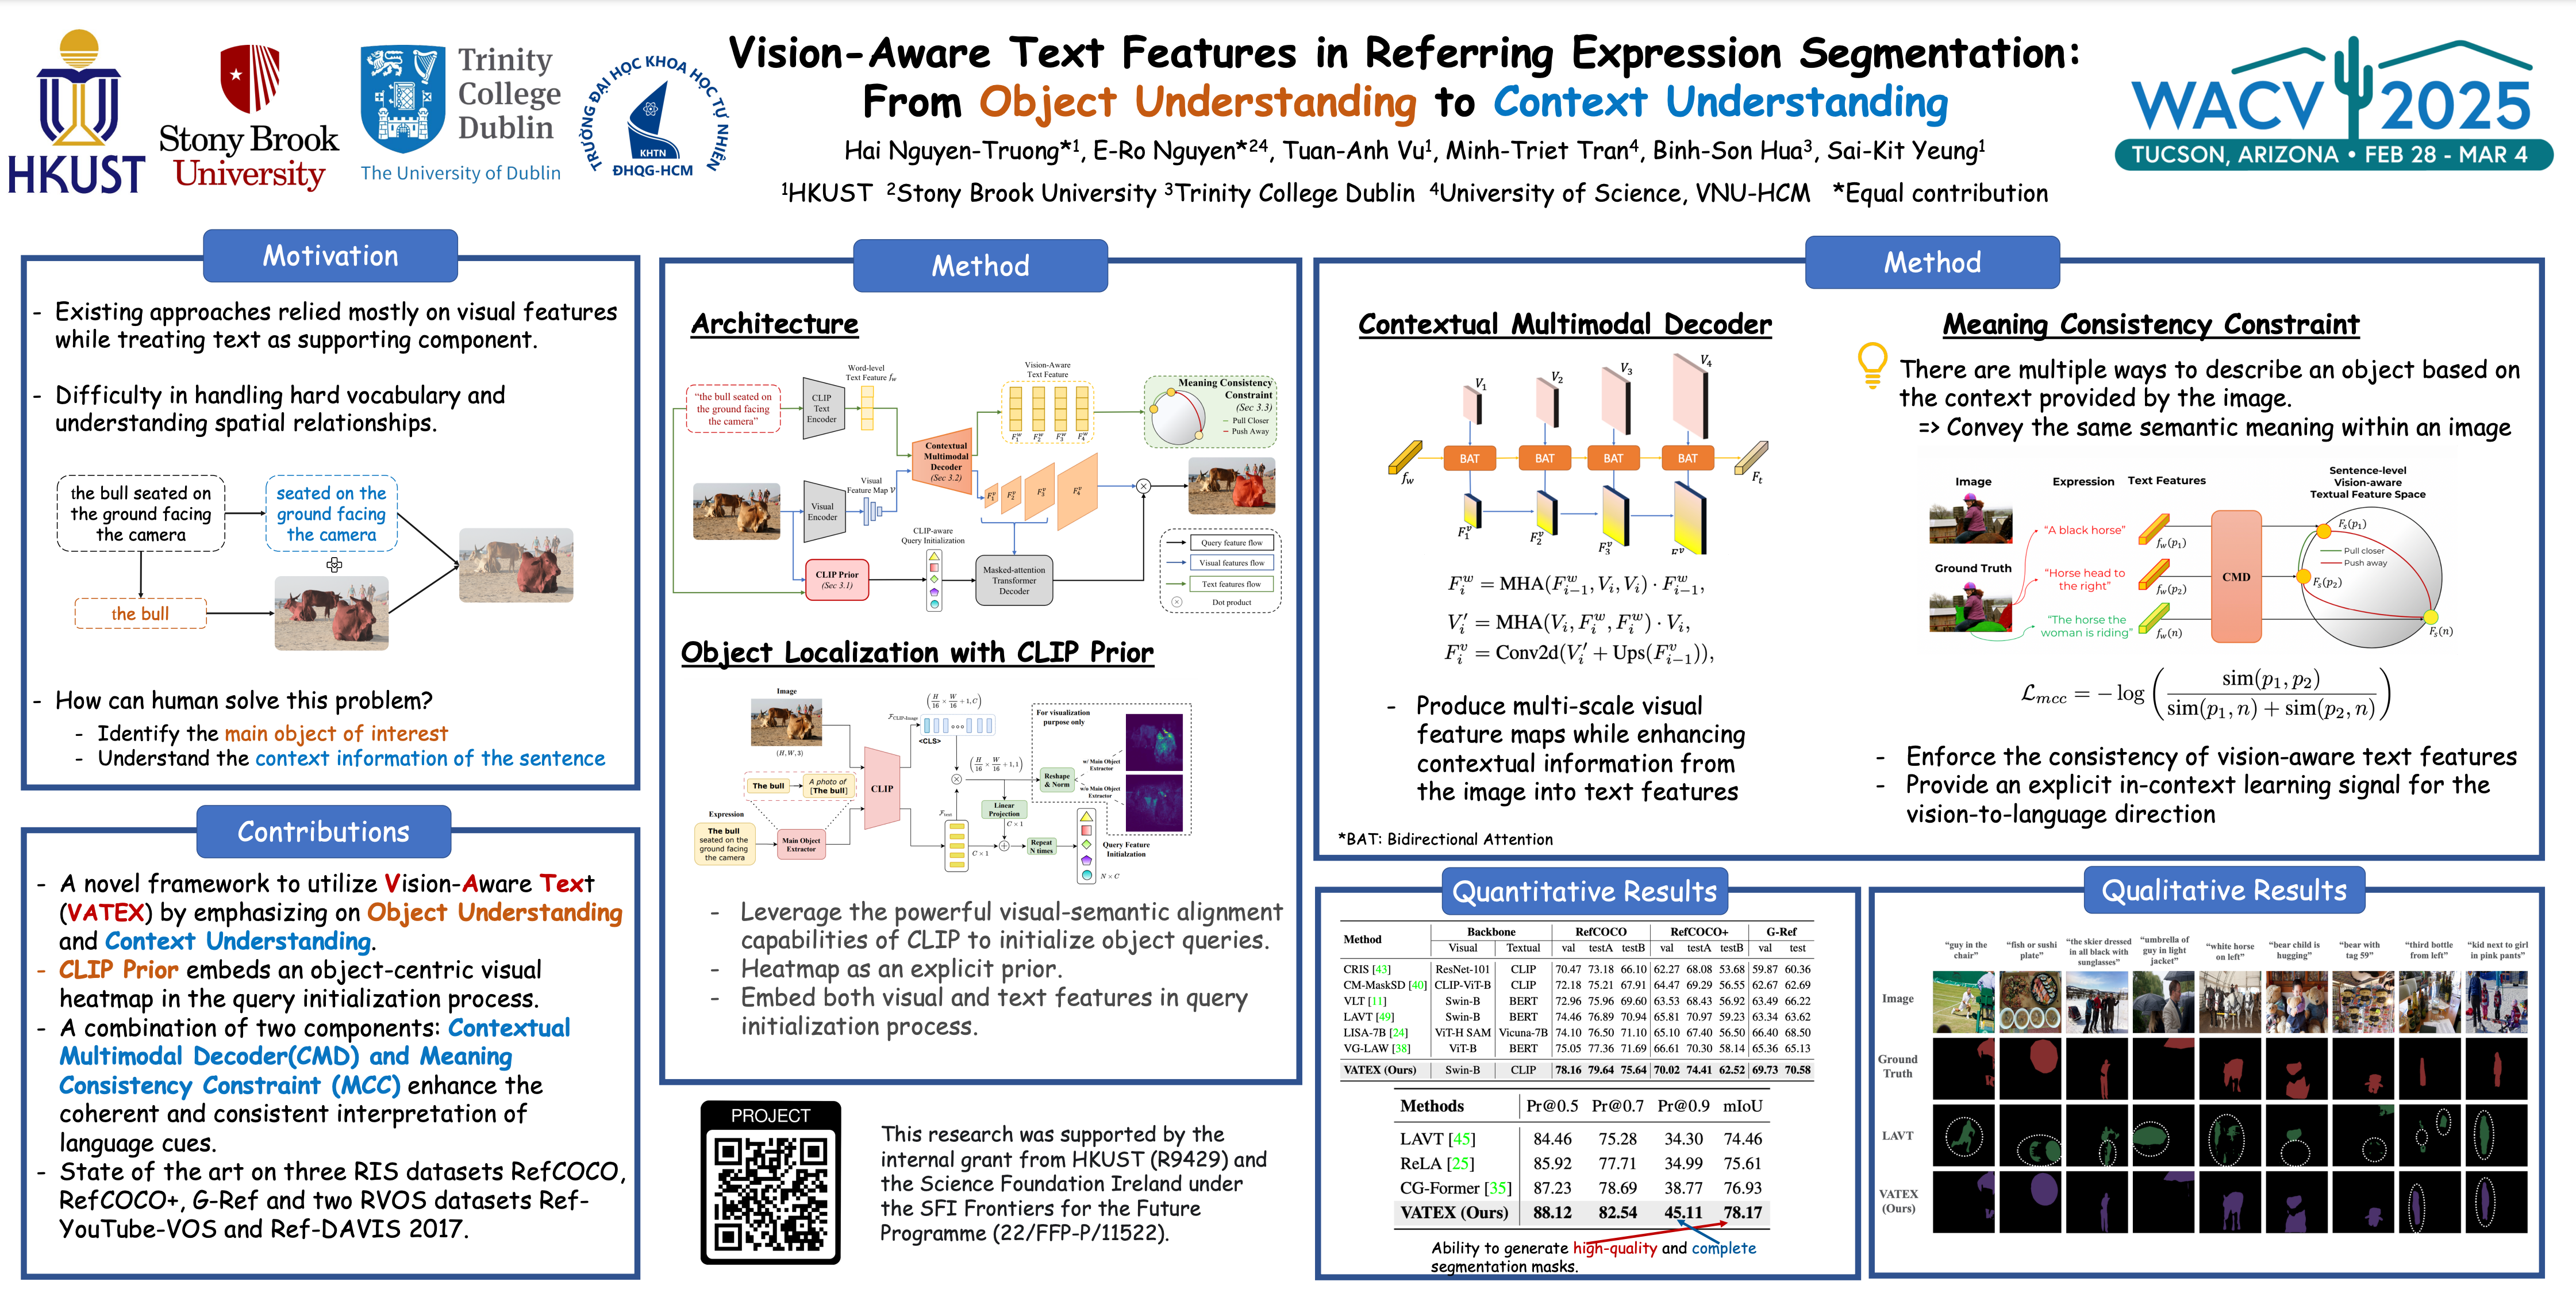 HKUST
Stony Brook
University
Trinity
College
Dublin
The University of Dublin
TRƯỜNG ĐẠI HỌC KHOA HỌC TỰ NHIÊN
KHTN
ĐHQG-HCM
Vision-Aware Text Features in Referring Expression Segmentation:
From Object Understanding to Context Understanding
Hai Nguyen-Truong*1, E-Ro Nguyen*24, Tuan-Anh Vu1, Minh-Triet Tran4, Binh-Son Hua3, Sai-Kit Yeung1
1HKUST 2Stony Brook University 3Trinity College Dublin 4University of Science, VNU-HCM *Equal contribution
WACV 2025
TUCSON, ARIZONA • FEB 28 - MAR 4
Motivation
- Existing approaches relied mostly on visual features
while treating text as supporting component.
- Difficulty in handling hard vocabulary and
understanding spatial relationships.
the bull seated on
the ground facing
the camera
seated on the
ground facing
the camera
the bull
- How can human solve this problem?
- Identify the main object of interest
- Understand the context information of the sentence
Contributions
- A novel framework to utilize Vision-Aware Text
(VATEX) by emphasizing on Object Understanding
and Context Understanding.
- CLIP Prior embeds an object-centric visual
heatmap in the query initialization process.
- A combination of two components: Contextual
Multimodal Decoder(CMD) and Meaning
Consistency Constraint (MCC) enhance the
coherent and consistent interpretation of
language cues.
- State of the art on three RIS datasets RefCOCO,
RefCOCO+, G-Ref and two RVOS datasets Ref-
YouTube-VOS and Ref-DAVIS 2017.
Method
Architecture
"the bull seated on
the ground facing
the camera"
CLIP
Text
Encoder
Word-level
Text Feature f_w
Contextual
Multimodal
Decoder
(Sec 3.2)
Vision-Aware
Text Feature
F_1^w F_2^w F_3^w F_4^w
Meaning Consistency
Constraint
(Sec 3.3)
Pull Closer
Push Away
Visual
Encoder
Visual
Feature Map V
F_1^v F_2^v F_3^v F_4^v
CLIP-aware
Query Initialization
CLIP Prior
(Sec 3.1)
Masked-attention
Transformer
Decoder
Query feature flow
Visual features flow
Text features flow
Dot product
Object Localization with CLIP Prior
Image
(H, W, 3)
The bull
A photo of
[The bull]
Expression
The bull
seated on the
ground facing
the camera
Main Object
Extractor
CLIP
F_CLIP-Image
(H/16 × W/16 + 1, C)
<CLS>
(H/16 × W/16 + 1, 1)
F_text
Linear
Projection
C × 1
C × 1
Reshape
& Norm
For visualization
purpose only
w/ Main Object
Extractor
w/o Main Object
Extractor
Repeat
N times
Query Feature
Initialzation
N × C
- Leverage the powerful visual-semantic alignment
capabilities of CLIP to initialize object queries.
- Heatmap as an explicit prior.
- Embed both visual and text features in query
initialization process.
PROJECT
This research was supported by the
internal grant from HKUST (R9429) and
the Science Foundation Ireland under
the SFI Frontiers for the Future
Programme (22/FFP-P/11522).
Method
Contextual Multimodal Decoder
V_1 V_2 V_3 V_4
f_w BAT BAT BAT BAT F_t
F_1^v F_2^v F_3^v F^v
F_i^w = MHA(F_{i-1}^w, V_i, V_i) · F_{i-1}^w,
V_i' = MHA(V_i, F_i^w, F_i^w) · V_i,
F_i^v = Conv2d(V_i' + Ups(F_{i-1}^v)),
- Produce multi-scale visual
feature maps while enhancing
contextual information from
the image into text features
*BAT: Bidirectional Attention
Meaning Consistency Constraint
There are multiple ways to describe an object based on
the context provided by the image.
=> Convey the same semantic meaning within an image
Image
Expression
Text Features
Sentence-level
Vision-aware
Textual Feature Space
Ground Truth
"A black horse"
"Horse head to
the right"
"The horse the
woman is riding"
f_w(p_1)
f_w(p_2)
f_w(n)
CMD
F_s(p_1)
Pull closer
Push away
F_s(p_2)
F_s(n)
L_mcc = − log ( sim(p_1, p_2) / (sim(p_1, n) + sim(p_2, n)) )
- Enforce the consistency of vision-aware text features
- Provide an explicit in-context learning signal for the
vision-to-language direction
Quantitative Results
Method Backbone RefCOCO RefCOCO+ G-Ref
Visual Textual val testA testB val testA testB val test
CRIS [43] ResNet-101 CLIP 70.47 73.18 66.10 62.27 68.08 53.68 59.87 60.36
CM-MaskSD [40] CLIP-ViT-B CLIP 72.18 75.21 67.91 64.47 69.29 56.55 62.67 62.69
VLT [11] Swin-B BERT 72.96 75.96 69.60 63.53 68.43 56.92 63.49 66.22
LAVT [49] Swin-B BERT 74.46 76.89 70.94 65.81 70.97 59.23 63.34 63.62
LISA-7B [24] ViT-H SAM Vicuna-7B 74.10 76.50 71.10 65.10 67.40 56.50 66.40 68.50
VG-LAW [38] ViT-B BERT 75.05 77.36 71.69 66.61 70.30 58.14 65.36 65.13
VATEX (Ours) Swin-B CLIP 78.16 79.64 75.64 70.02 74.41 62.52 69.73 70.58
Methods Pr@0.5 Pr@0.7 Pr@0.9 mIoU
LAVT [45] 84.46 75.28 34.30 74.46
ReLA [25] 85.92 77.71 34.99 75.61
CG-Former [35] 87.23 78.69 38.77 76.93
VATEX (Ours) 88.12 82.54 45.11 78.17
Ability to generate high-quality and complete
segmentation masks.
Qualitative Results
"guy in the
chair"
"fish or sushi
plate"
"the skier dressed
in all black with
sunglasses"
"umbrella of
guy in light
jacket"
"white horse
on left"
"bear child is
hugging"
"bear with
tag 59"
"third bottle
from left"
"kid next to girl
in pink pants"
Image
Ground
Truth
LAVT
VATEX
(Ours)